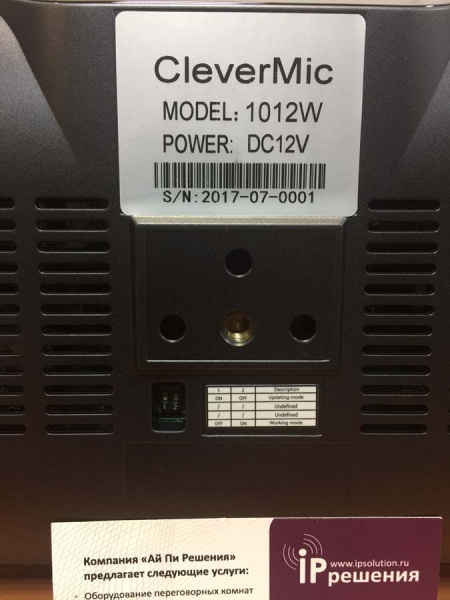 CleverMic
MODEL: 1012W
POWER: DC12V
S/N: 2017-07-0001
1 2 Description
ON OFF Updating mode
/ / Undefined
/ / Undefined
OFF ON Working mode
Компания «Ай Пи Решения»
предлагает следующие услуги:
· Оборудование переговорных комнат
www.ipsolution.ru
iP решения